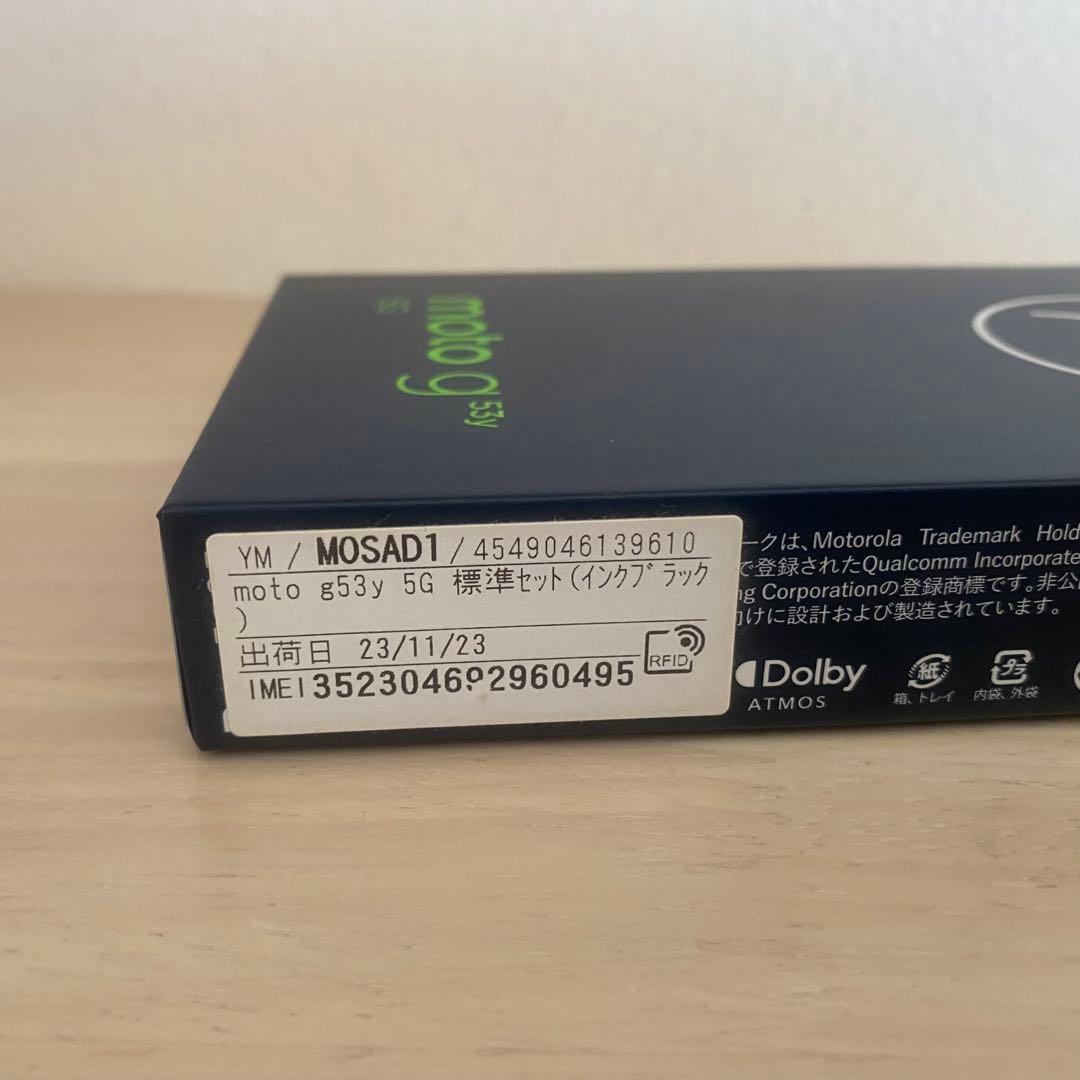 moto g 53y
5G
YM / MOSAD1 / 4549046139610
moto g53y 5G 標準ｾｯﾄ(ｲﾝｸﾌﾞﾗｯｸ
)
出荷日 23/11/23
IMEI 352304692960495
RFID
ークは、Motorola Trademark Hold
で登録されたQualcomm Incorporate
ng Corporationの登録商標です。非公
向けに設計および製造されています。
Dolby
ATMOS
紙
箱、トレイ
プラ
内袋、外袋